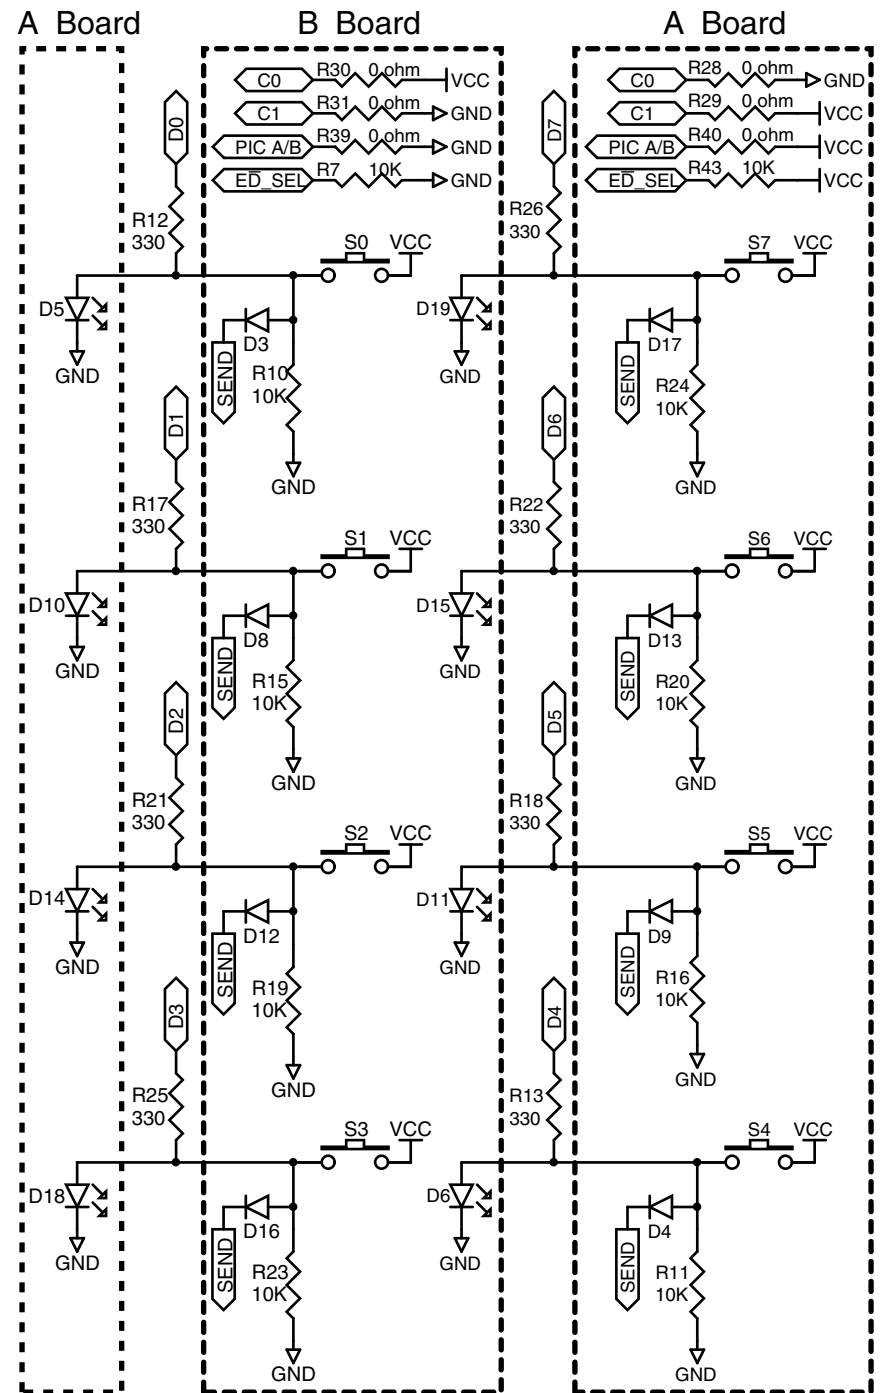 A Board
B Board
A Board
C0 R30 0 ohm VCC
C1 R31 0 ohm GND
PIC A/B R39 0 ohm GND
ED_SEL R7 10K GND
C0 R28 0 ohm GND
C1 R29 0 ohm VCC
PIC A/B R40 0 ohm VCC
ED_SEL R43 10K VCC
D0
R12
330
S0 VCC
D5
GND
D3
SEND
R10
10K
GND
D7
R26
330
S7 VCC
D19
GND
D17
SEND
R24
10K
GND
D1
R17
330
S1 VCC
D10
GND
D8
SEND
R15
10K
GND
D6
R22
330
S6 VCC
D15
GND
D13
SEND
R20
10K
GND
D2
R21
330
S2 VCC
D14
GND
D12
SEND
R19
10K
GND
D5
R18
330
S5 VCC
D11
GND
D9
SEND
R16
10K
GND
D3
R25
330
S3 VCC
D18
GND
D16
SEND
R23
10K
GND
D4
R13
330
S4 VCC
D6
GND
D4
SEND
R11
10K
GND